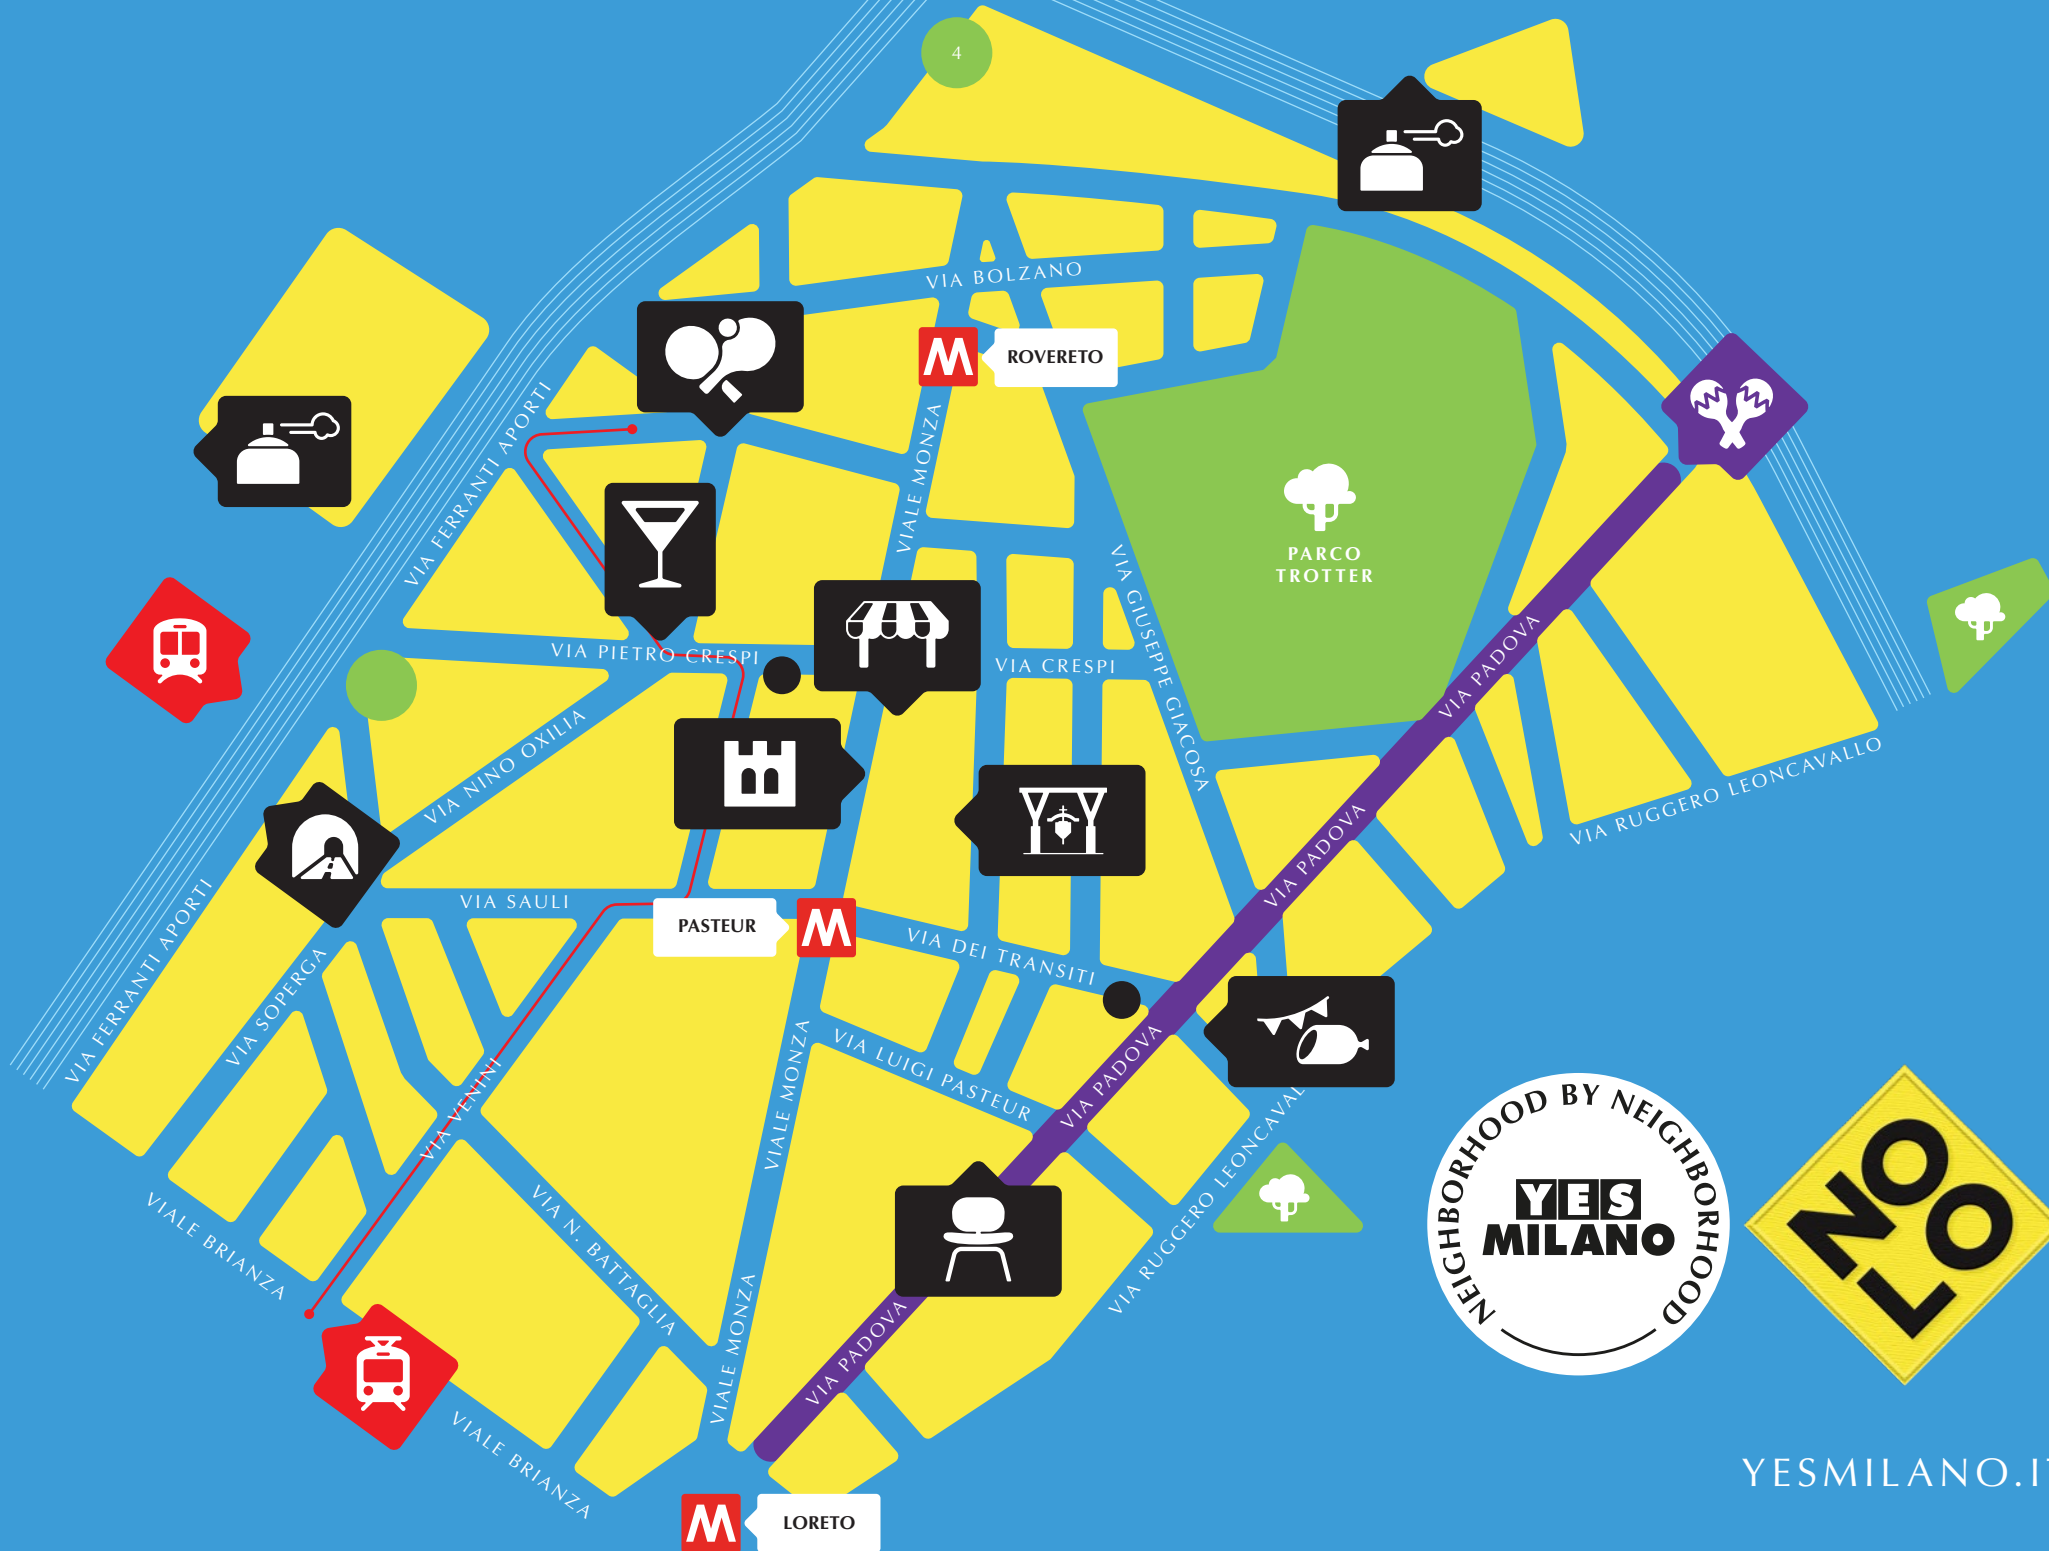 4
VIA BOLZANO
M
ROVERETO
VIA FERRANTI APORTI
VIALE MONZA
PARCO
TROTTER
VIA GIUSEPPE GIACOSA
VIA PIETRO CRESPI
VIA CRESPI
VIA PADOVA
VIA NINO OXILIA
VIA RUGGERO LEONCAVALLO
VIA PADOVA
VIA SAULI
PASTEUR
M
VIA DEI TRANSITI
VIA FERRANTI APORTI
VIA SOPERGA
VIA LUIGI PASTEUR
VIA PADOVA
VIALE MONZA
VIA VENINI
VIA RUGGERO LEONCAVAL
VIALE BRIANZA
VIA N. BATTAGLIA
VIALE MONZA
VIA PADOVA
VIALE BRIANZA
M
LORETO
NEIGHBORHOOD BY NEIGHBORHOOD
YES
MILANO
NO
LO
YESMILANO.IT